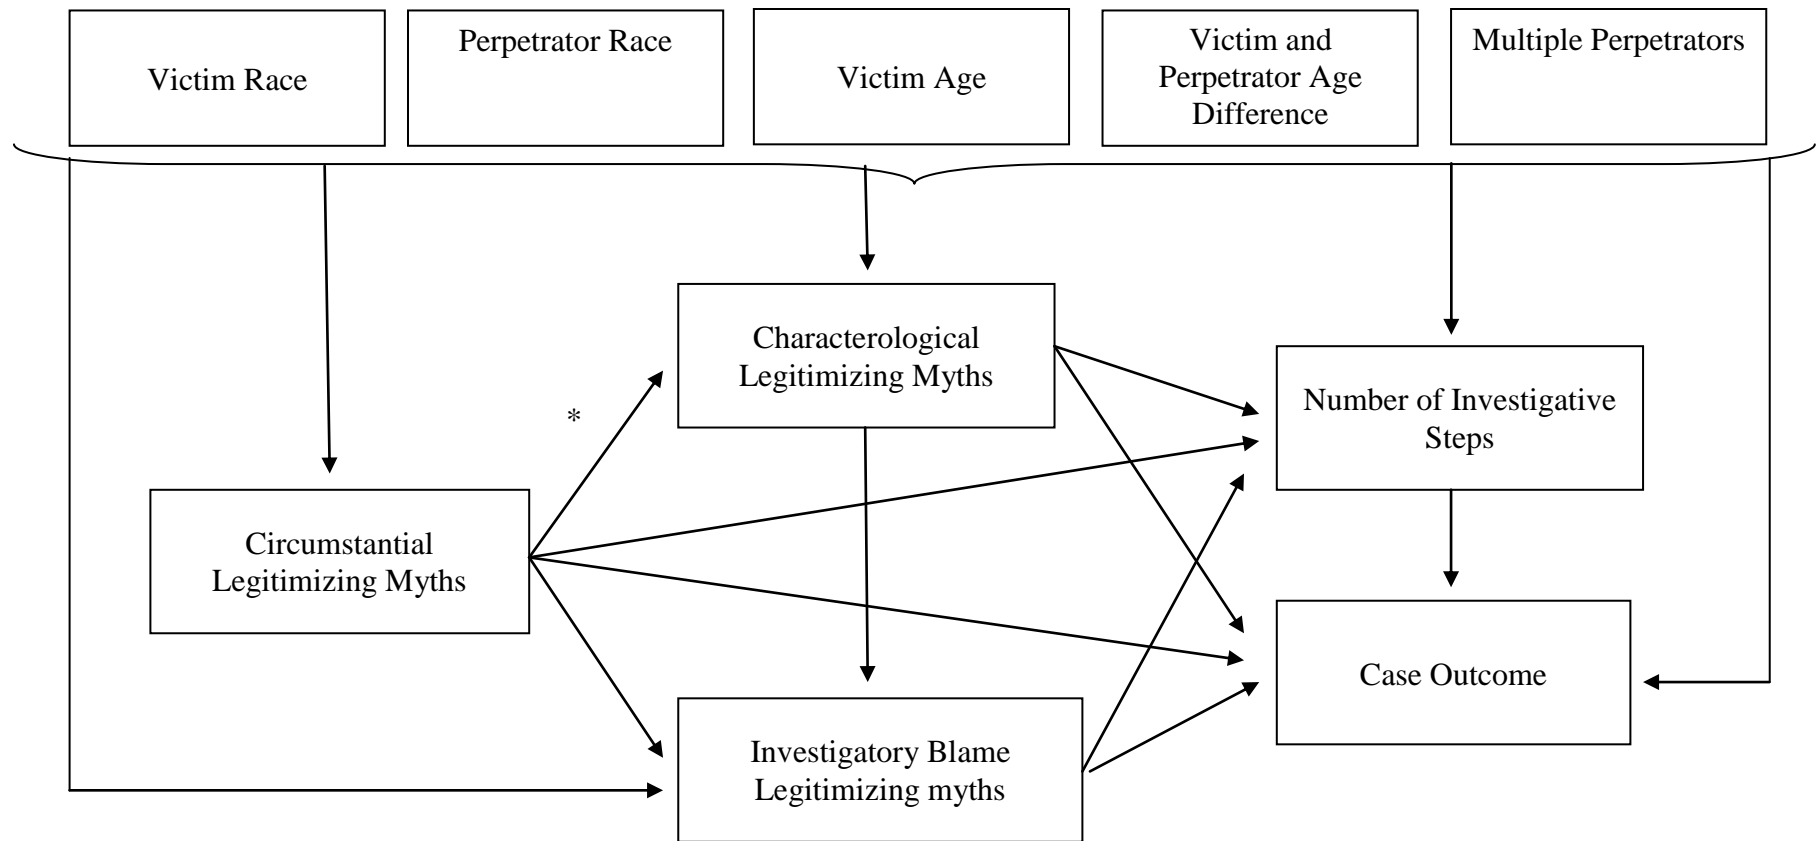 Victim Race
Perpetrator Race
Victim Age
Victim and
Perpetrator Age
Difference
Multiple Perpetrators
Characterological
Legitimizing Myths
Number of Investigative
Steps
*
Circumstantial
Legitimizing Myths
Case Outcome
Investigatory Blame
Legitimizing myths